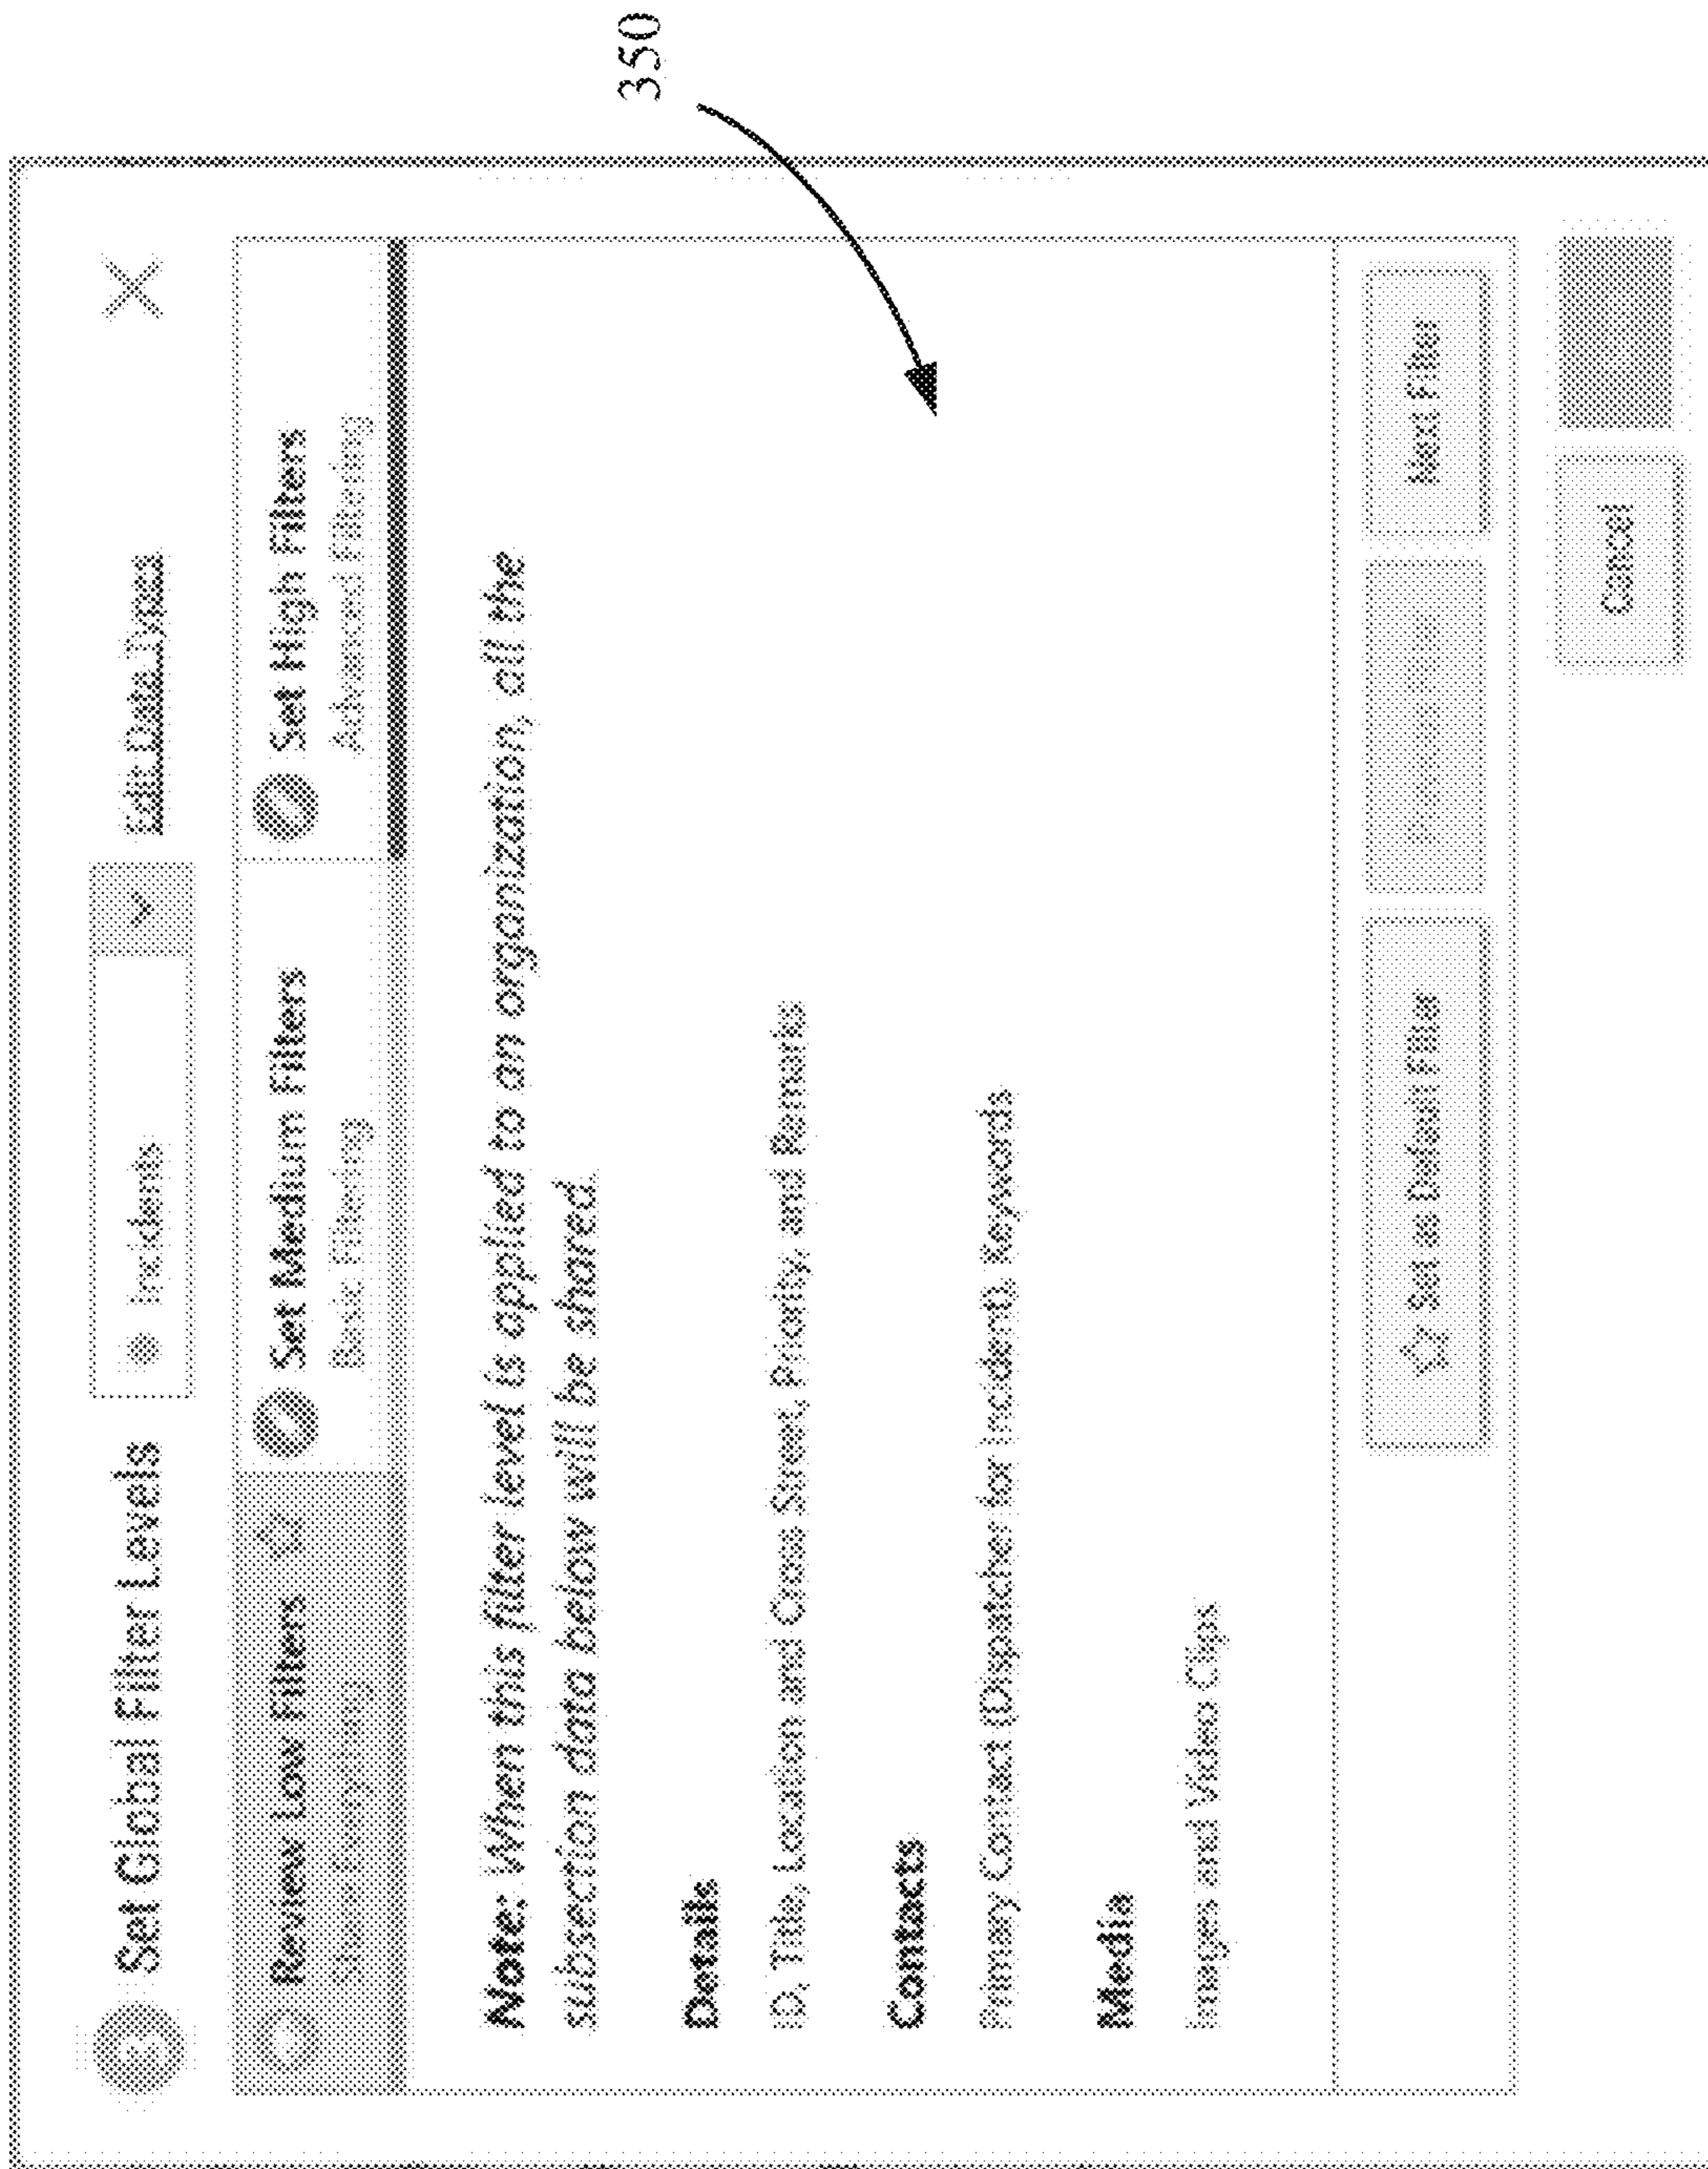 350
Set Global Filter Levels
Incidents
Edit Data Types
Review Low Filters
Share Everything
Set Medium Filters
Basic Filtering
Set High Filters
Advanced Filtering
Note: When this filter level is applied to an organization, all the
subsection data below will be shared.
Details
ID, Title, Location and Cross Street, Priority, and Remarks
Contacts
Primary Contact (Dispatcher for Incident), Keywords
Media
Images and Video Clips
Set as Default Filter
Next Filter
Cancel